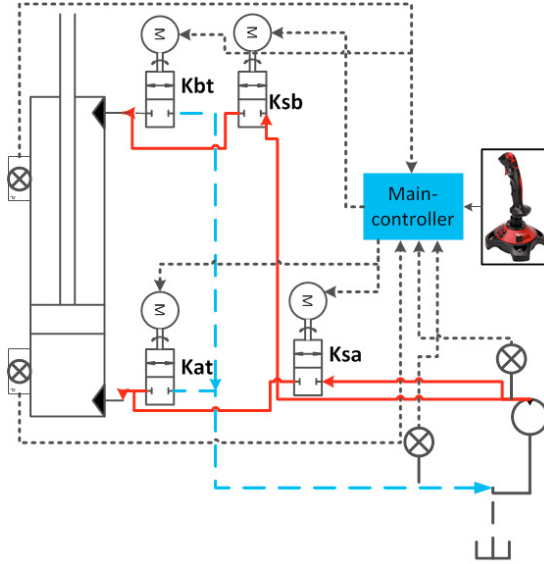 M
M
Kbt
Ksb
Main-
controller
P
M
M
Kat
Ksa
P